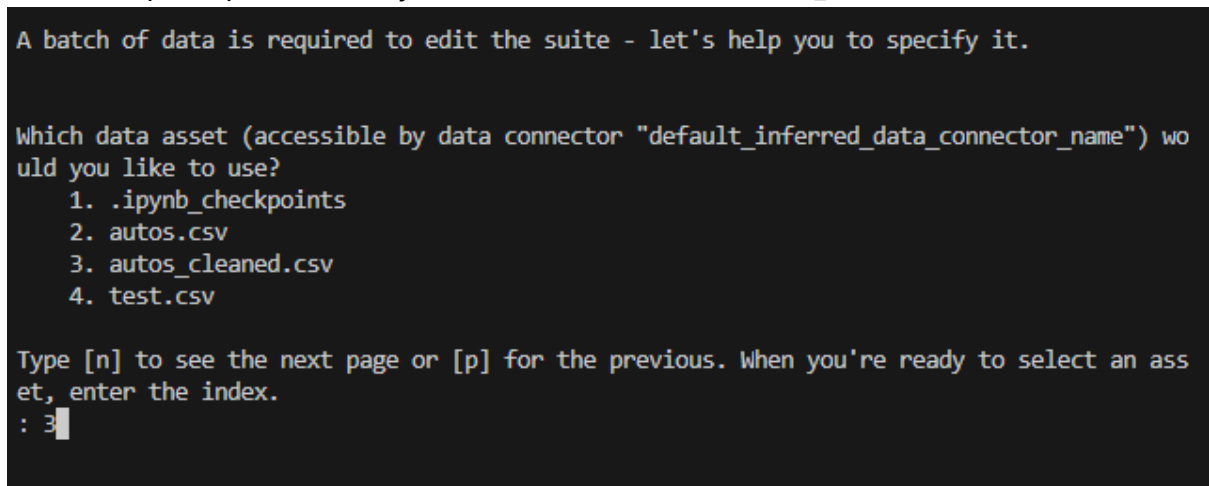 A batch of data is required to edit the suite - let's help you to specify it.
Which data asset (accessible by data connector "default_inferred_data_connector_name") wo
uld you like to use?
1. .ipynb_checkpoints
2. autos.csv
3. autos_cleaned.csv
4. test.csv
Type [n] to see the next page or [p] for the previous. When you're ready to select an ass
et, enter the index.
: 3